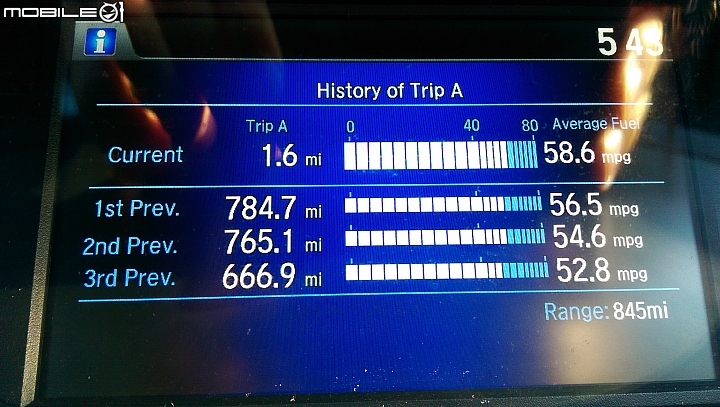 MOBILE01
i
5 43
History of Trip A
Trip A 0 40 80 Average Fuel
Current 1.6 mi 58.6 mpg
1st Prev. 784.7 mi 56.5 mpg
2nd Prev. 765.1 mi 54.6 mpg
3rd Prev. 666.9 mi 52.8 mpg
Range: 845mi